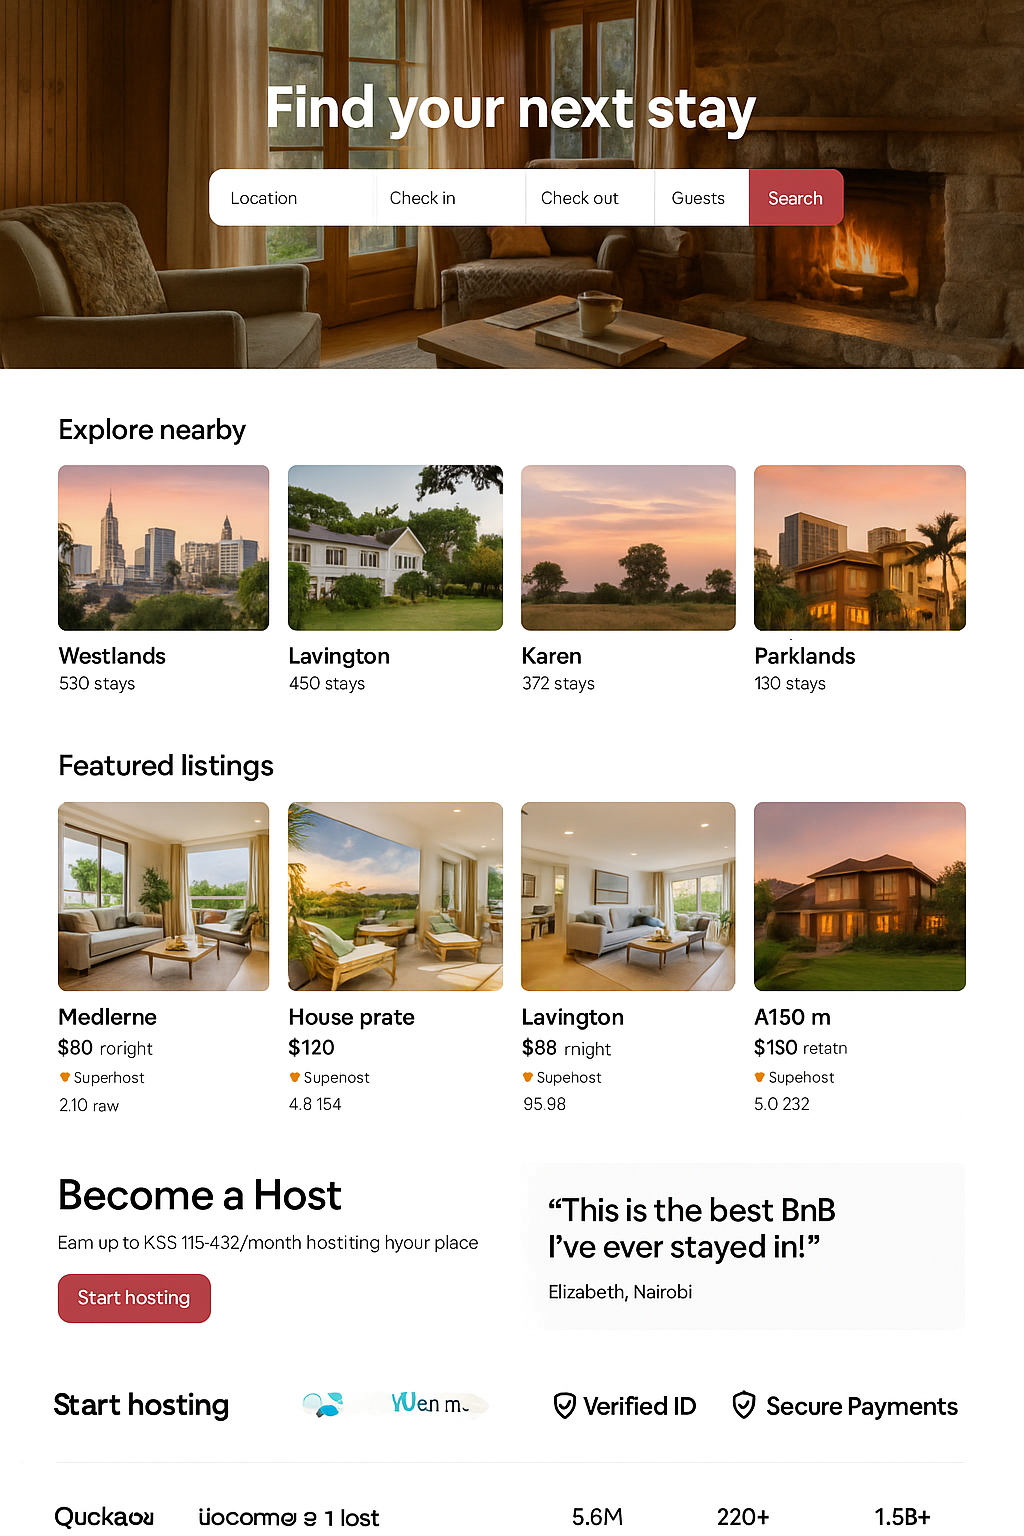 Find your next stay
Location Check in Check out Guests Search
Explore nearby
Westlands Lavington Karen Parklands
530 stays 450 stays 372 stays 130 stays
Featured listings
Medlerne House prate Lavington A150 m
$80 roright $120 $88 rnight $1S0 retatn
Superhost Supenost Supehost Supehost
2.10 raw 4.8 154 95.98 5.0 232
Become a Host
Eam up to KSS 115-432/month hostiting hyour place
Start hosting
“This is the best BnB
I’ve ever stayed in!”
Elizabeth, Nairobi
Start hosting Verified ID Secure Payments
1 lost 5.6M 220+ 1.5B+